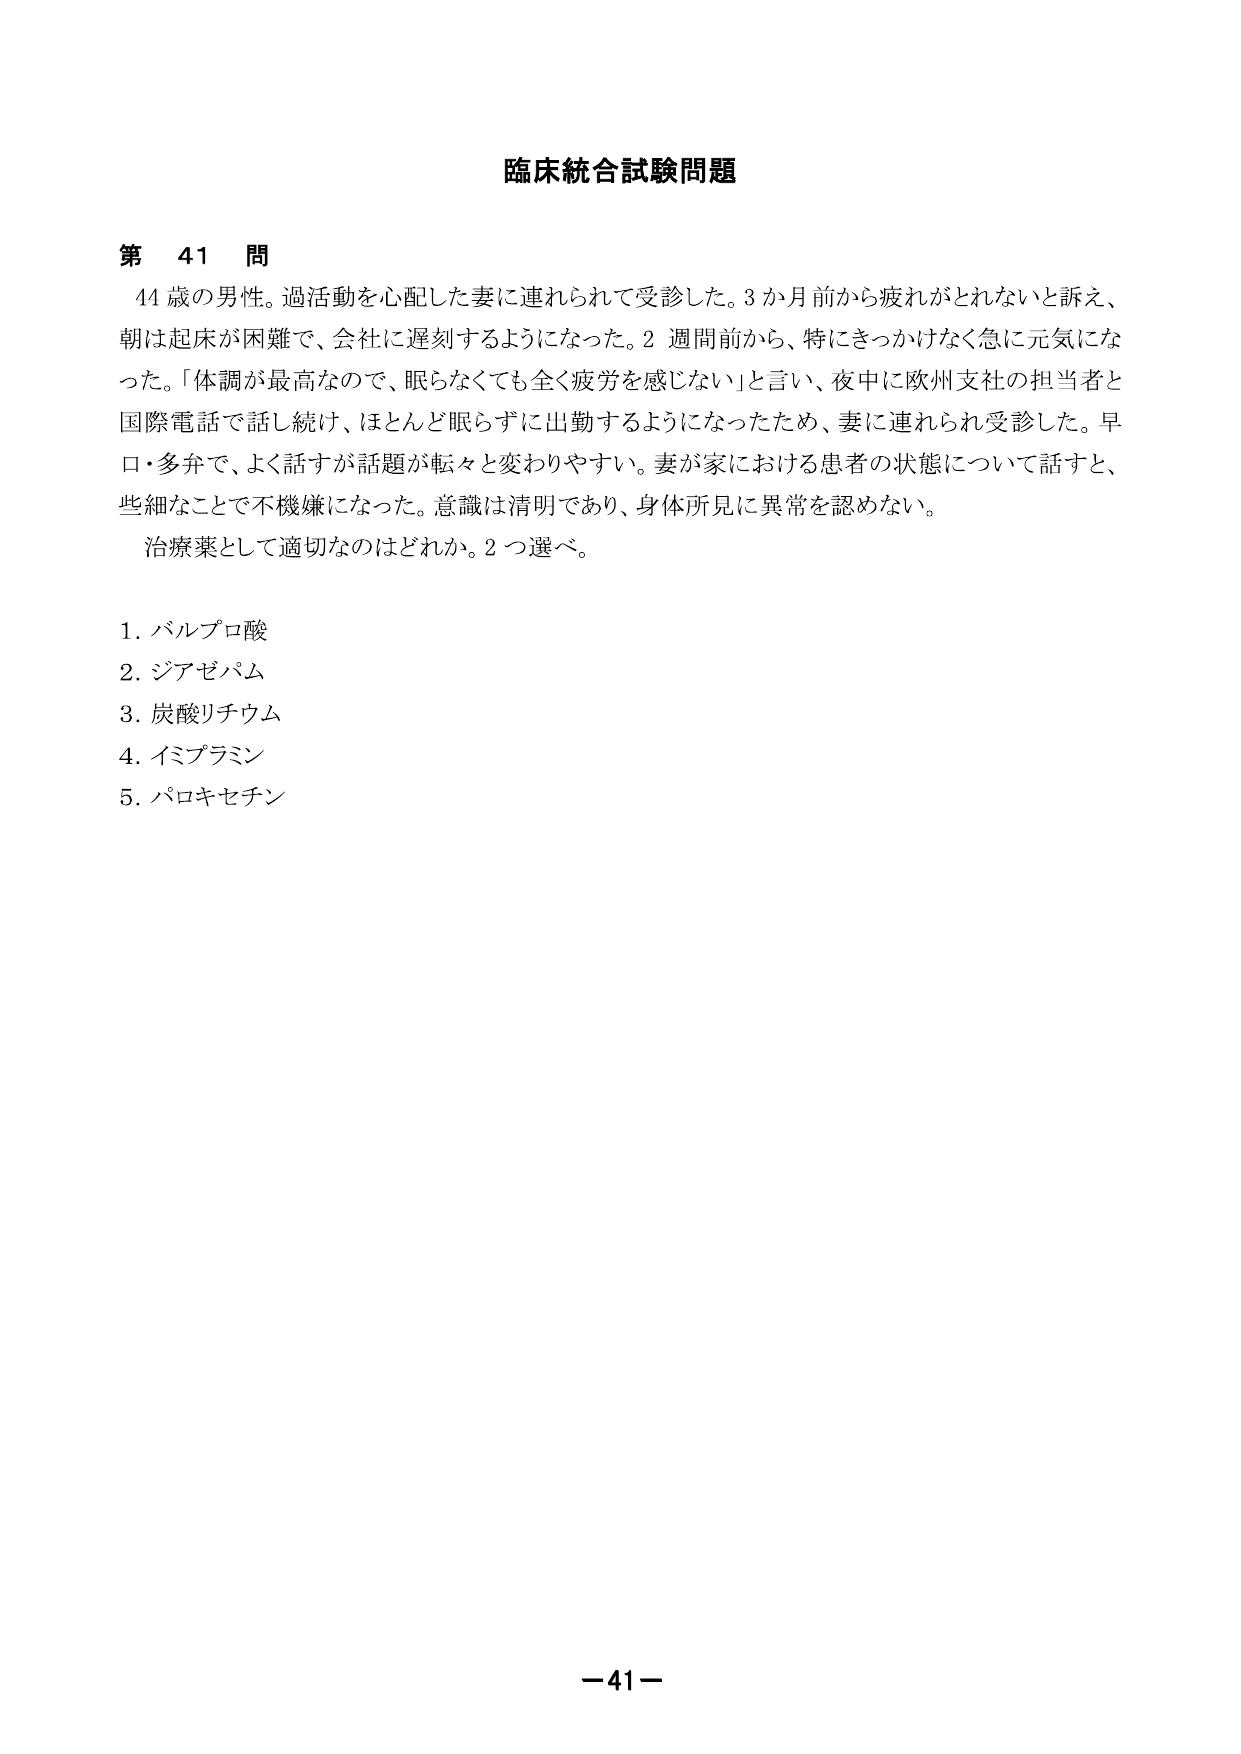 臨床統合試験問題
第 41 問
44 歳の男性。過活動を心配した妻に連れられて受診した。3 か月前から疲れがとれないと訴え、
朝は起床が困難で、会社に遅刻するようになった。2 週間前から、特にきっかけなく急に元気にな
った。「体調が最高なので、眠らなくても全く疲労を感じない」と言い、夜中に欧州支社の担当者と
国際電話で話し続け、ほとんど眠らずに出勤するようになったため、妻に連れられ受診した。早
口・多弁で、よく話すが話題が転々と変わりやすい。妻が家における患者の状態について話すと、
些細なことで不機嫌になった。意識は清明であり、身体所見に異常を認めない。
治療薬として適切なのはどれか。2 つ選べ。
1. バルプロ酸
2. ジアゼパム
3. 炭酸リチウム
4. イミプラミン
5. パロキセチン
－41－